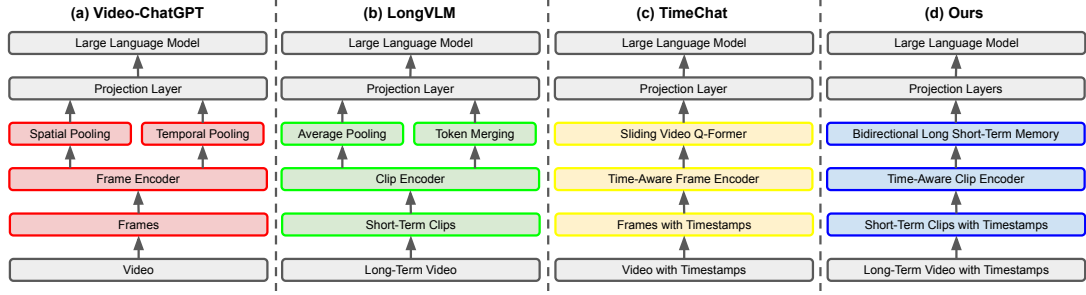 (a) Video-ChatGPT
Large Language Model
Projection Layer
Spatial Pooling
Temporal Pooling
Frame Encoder
Frames
Video
(b) LongVLM
Large Language Model
Projection Layer
Average Pooling
Token Merging
Clip Encoder
Short-Term Clips
Long-Term Video
(c) TimeChat
Large Language Model
Projection Layer
Sliding Video Q-Former
Time-Aware Frame Encoder
Frames with Timestamps
Video with Timestamps
(d) Ours
Large Language Model
Projection Layers
Bidirectional Long Short-Term Memory
Time-Aware Clip Encoder
Short-Term Clips with Timestamps
Long-Term Video with Timestamps